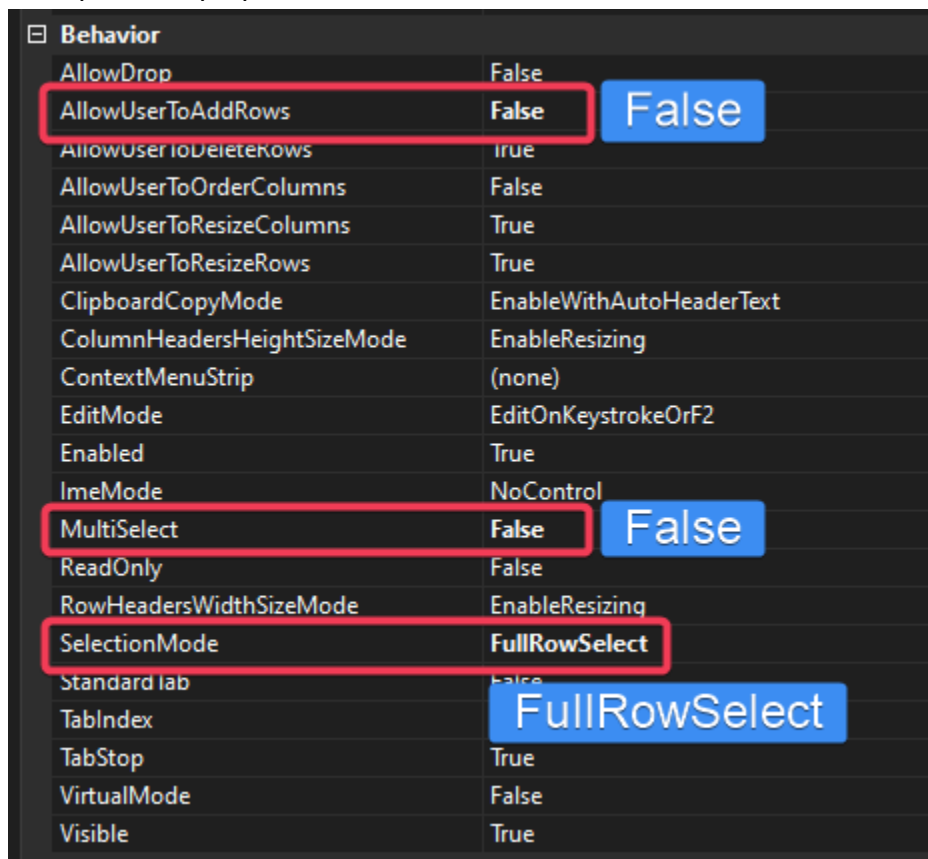 Behavior
AllowDrop False
AllowUserToAddRows False False
AllowUserToDeleteRows True
AllowUserToOrderColumns False
AllowUserToResizeColumns True
AllowUserToResizeRows True
ClipboardCopyMode EnableWithAutoHeaderText
ColumnHeadersHeightSizeMode EnableResizing
ContextMenuStrip (none)
EditMode EditOnKeystrokeOrF2
Enabled True
ImeMode NoControl
MultiSelect False False
ReadOnly False
RowHeadersWidthSizeMode EnableResizing
SelectionMode FullRowSelect
StandardTab False
TabIndex FullRowSelect
TabStop True
VirtualMode False
Visible True